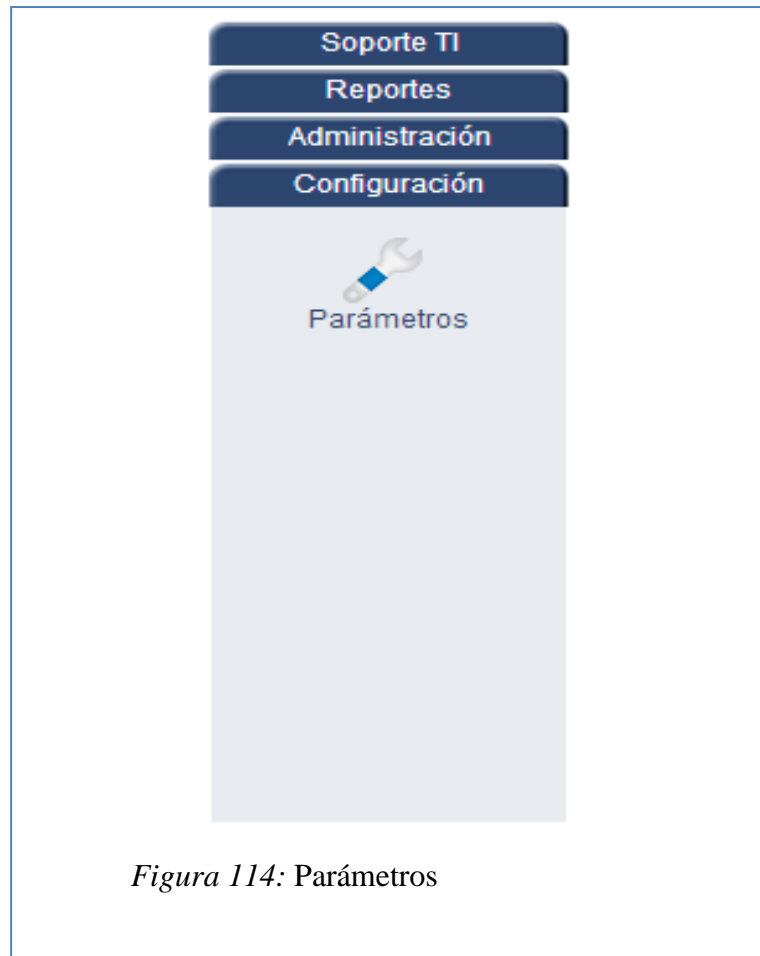 Soporte TI
Reportes
Administración
Configuración
Parámetros
Figura 114: Parámetros